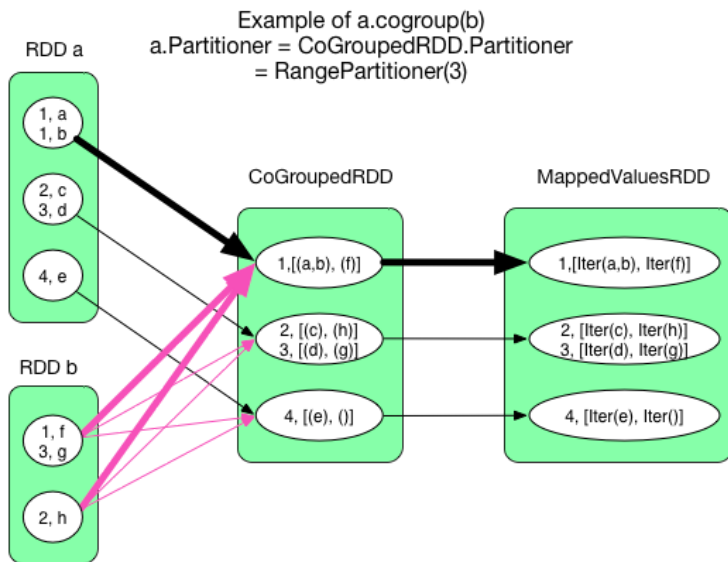 Example of a.cogroup(b)
a.Partitioner = CoGroupedRDD.Partitioner
= RangePartitioner(3)
RDD a
1, a
1, b
2, c
3, d
4, e
RDD b
1, f
3, g
2, h
CoGroupedRDD
1,[(a,b), (f)]
2, [(c), (h)]
3, [(d), (g)]
4, [(e), ()]
MappedValuesRDD
1,[Iter(a,b), Iter(f)]
2, [Iter(c), Iter(h)]
3, [Iter(d), Iter(g)]
4, [Iter(e), Iter()]